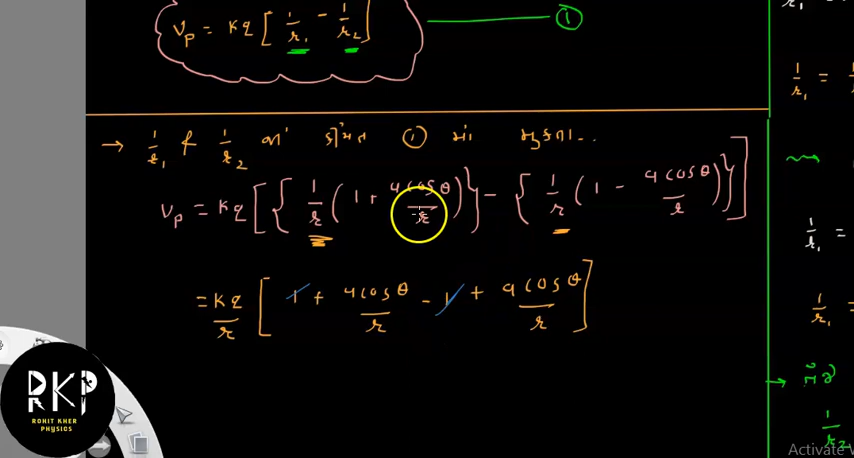 Vp = Kq [ 1/r₁ - 1/r₂ ] ——— ①
→ 1/r₁ ને 1/r₂ ની કિંમત ① માં મુકતા..
Vp = Kq [ { 1/r ( 1 + a cosθ/r ) } - { 1/r ( 1 - a cosθ/r ) } ]
= Kq/r [ 1 + a cosθ/r - 1 + a cosθ/r ]
1/r₁ =
1/r₁ =
1/r₁ =
1/r₂
RKP
ROHIT KHER
PHYSICS
Activate